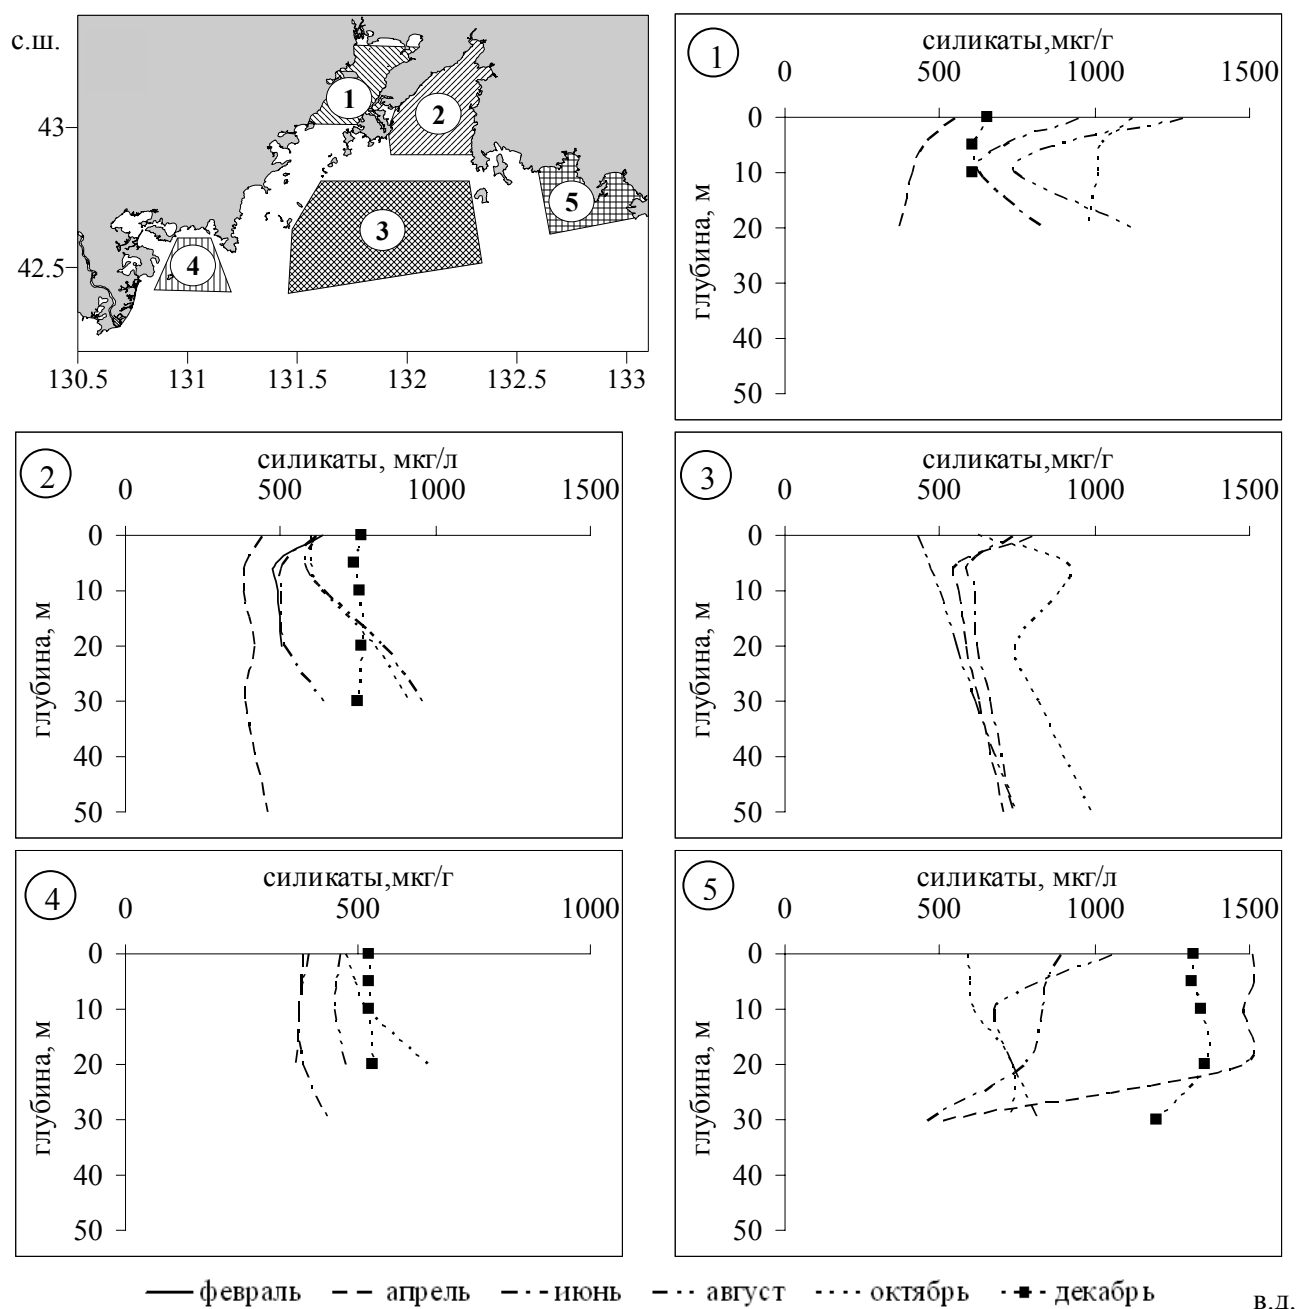 с.ш.
43
42.5
130.5 131 131.5 132 132.5 133
1
2
3
4
5
1
силикаты,мкг/г
0 500 1000 1500
глубина, м
0
10
20
30
40
50
2
силикаты, мкг/л
0 500 1000 1500
глубина, м
0
10
20
30
40
50
3
силикаты,мкг/г
0 500 1000 1500
глубина, м
0
10
20
30
40
50
4
силикаты,мкг/г
0 500 1000
глубина, м
0
10
20
30
40
50
5
силикаты, мкг/л
0 500 1000 1500
глубина, м
0
10
20
30
40
50
февраль апрель июнь август октябрь декабрь
в.д.